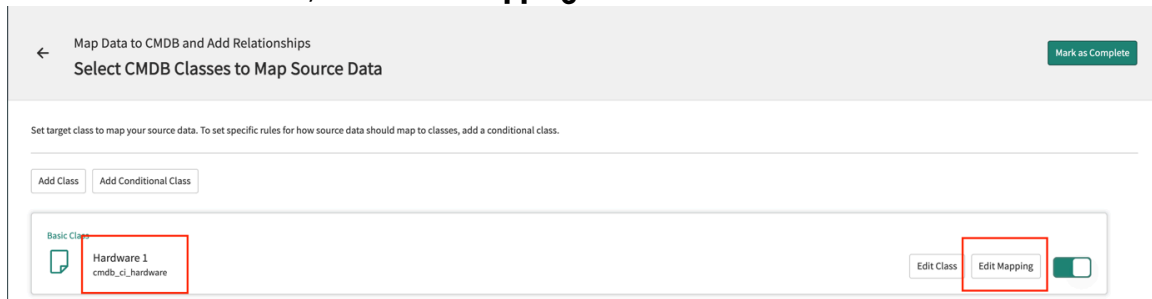 Map Data to CMDB and Add Relationships
Select CMDB Classes to Map Source Data
Mark as Complete
Set target class to map your source data. To set specific rules for how source data should map to classes, add a conditional class.
Add Class Add Conditional Class
Basic Class
Hardware 1
cmdb_ci_hardware
Edit Class Edit Mapping